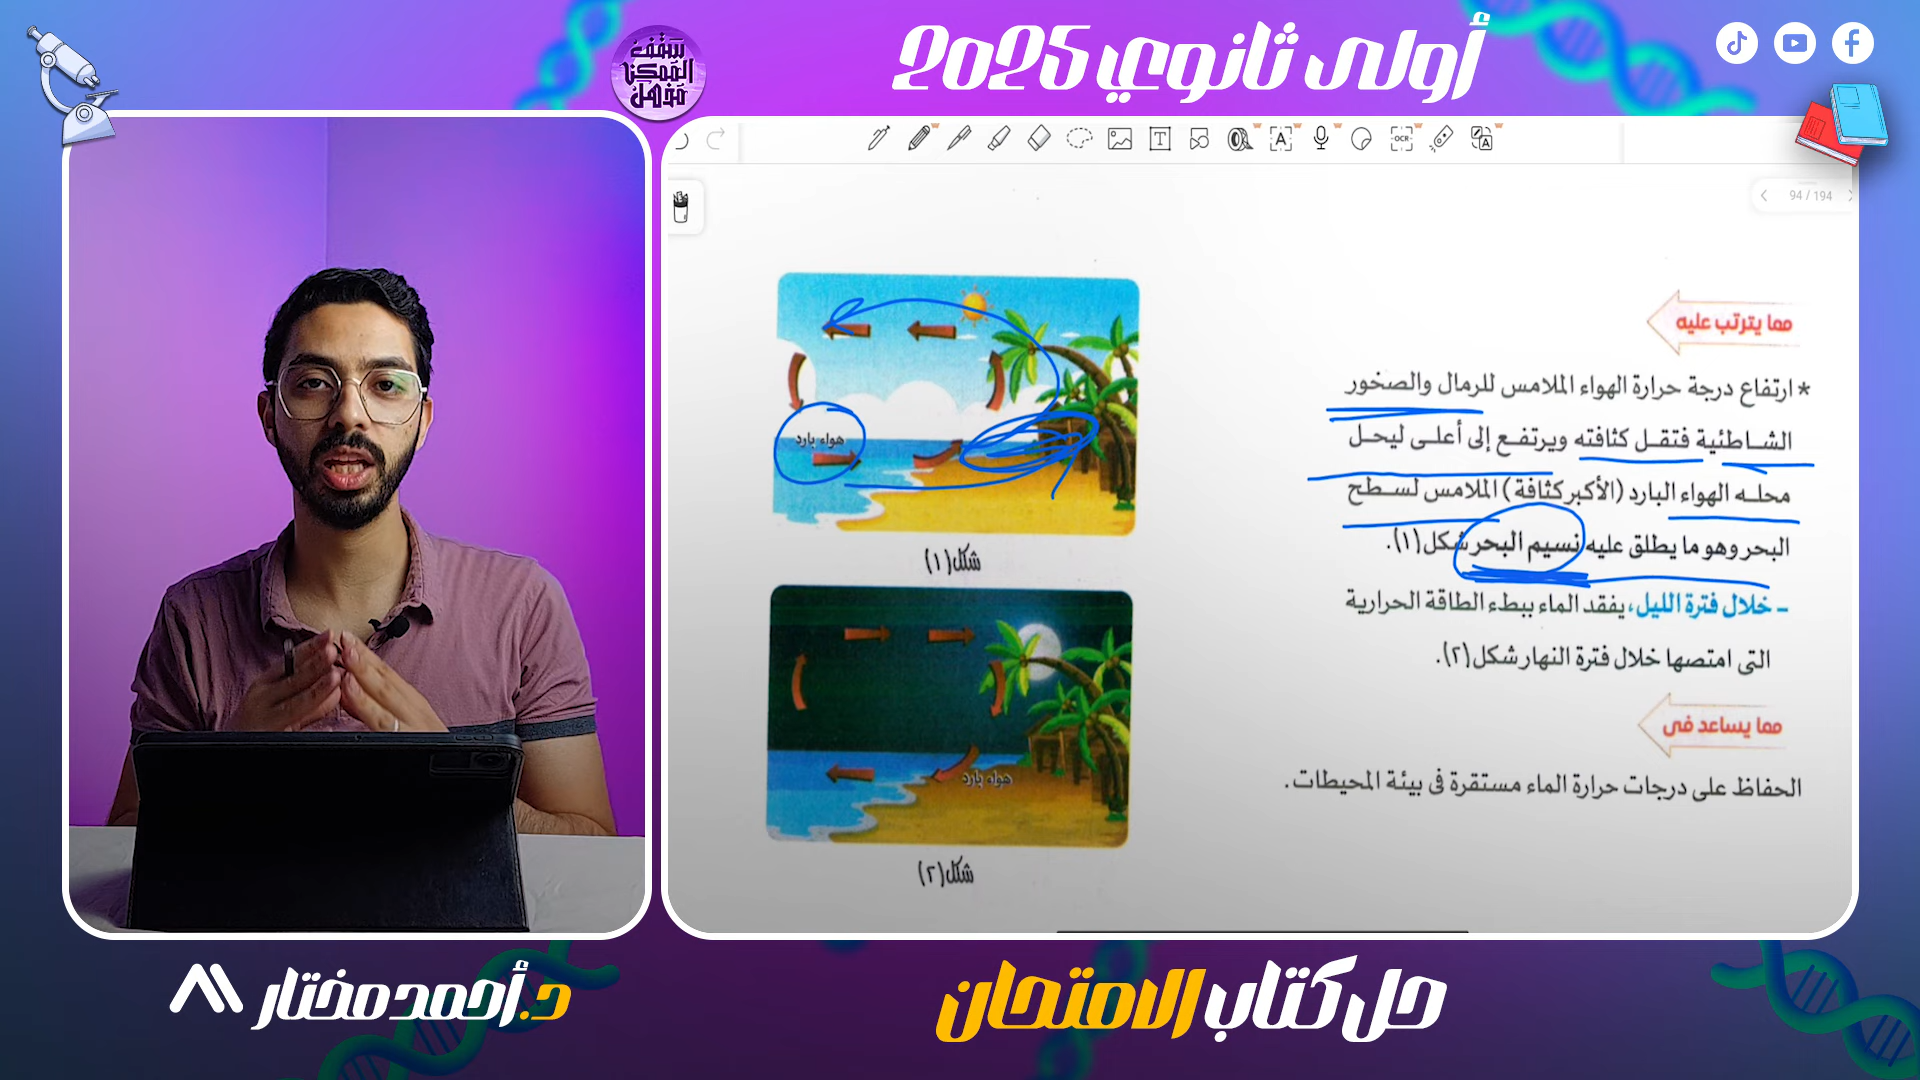 أولى ثانوي 2025
سقف
الممكن
مذهل
94 / 194
مما يترتب عليه
* ارتفاع درجة حرارة الهواء الملامس للرمال والصخور
الشاطئية فتقل كثافته ويرتفع إلى أعلى ليحل
محله الهواء البارد (الأكبر كثافة) الملامس لسطح
البحر وهو ما يطلق عليه نسيم البحر شكل (١).
- خلال فترة الليل، يفقد الماء ببطء الطاقة الحرارية
التى امتصها خلال فترة النهار شكل (٢).
مما يساعد فى
الحفاظ على درجات حرارة الماء مستقرة فى بيئة المحيطات.
هواء بارد
شكل (١)
هواء بارد
شكل (٢)
حل كتاب الامتحان
د. أحمد مختار